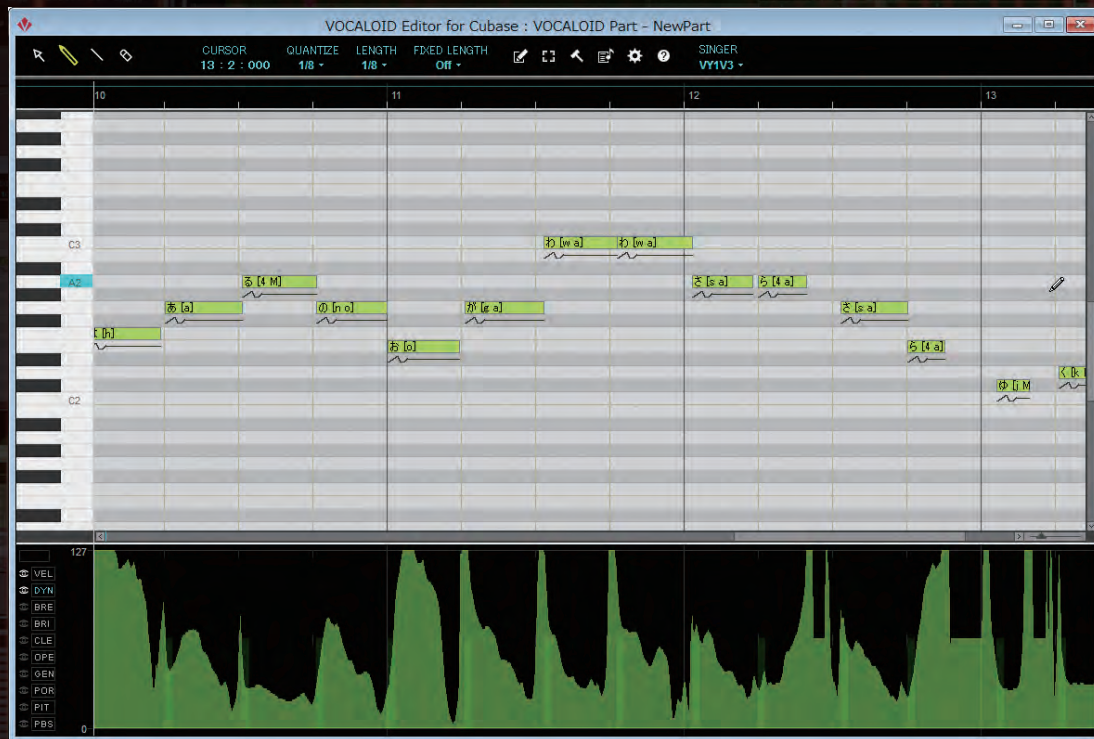 VOCALOID Editor for Cubase : VOCALOID Part - NewPart
CURSOR QUANTIZE LENGTH FIXED LENGTH SINGER
13 : 2 : 000 1/8 1/8 Off VY1V3
10 11 12 13
C3 わ [w a] わ [w a]
A2 る [4 M] さ [s a] ら [4 a]
あ [a] の [n o] が [g a] さ [s a]
[h]
お [o] ら [4 a]
く [k
ゆ [j M
C2
127
VEL
DYN
BRE
BRI
CLE
OPE
GEN
POR
PIT
PBS
0